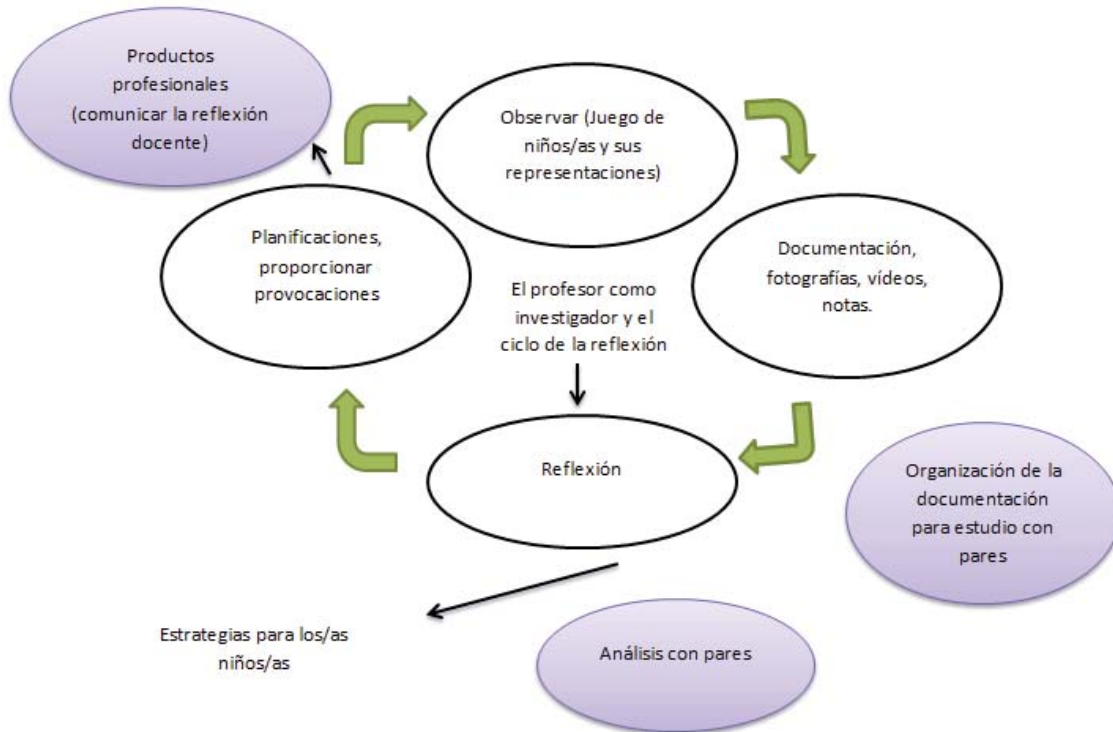 Productos
profesionales
(comunicar la reflexión
docente)
Observar (Juego de
niños/as y sus
representaciones)
Planificaciones,
proporcionar
provocaciones
Documentación,
fotografías, vídeos,
notas.
El profesor como
investigador y el
ciclo de la reflexión
Reflexión
Organización de la
documentación
para estudio con
pares
Estrategias para los/as
niños/as
Análisis con pares